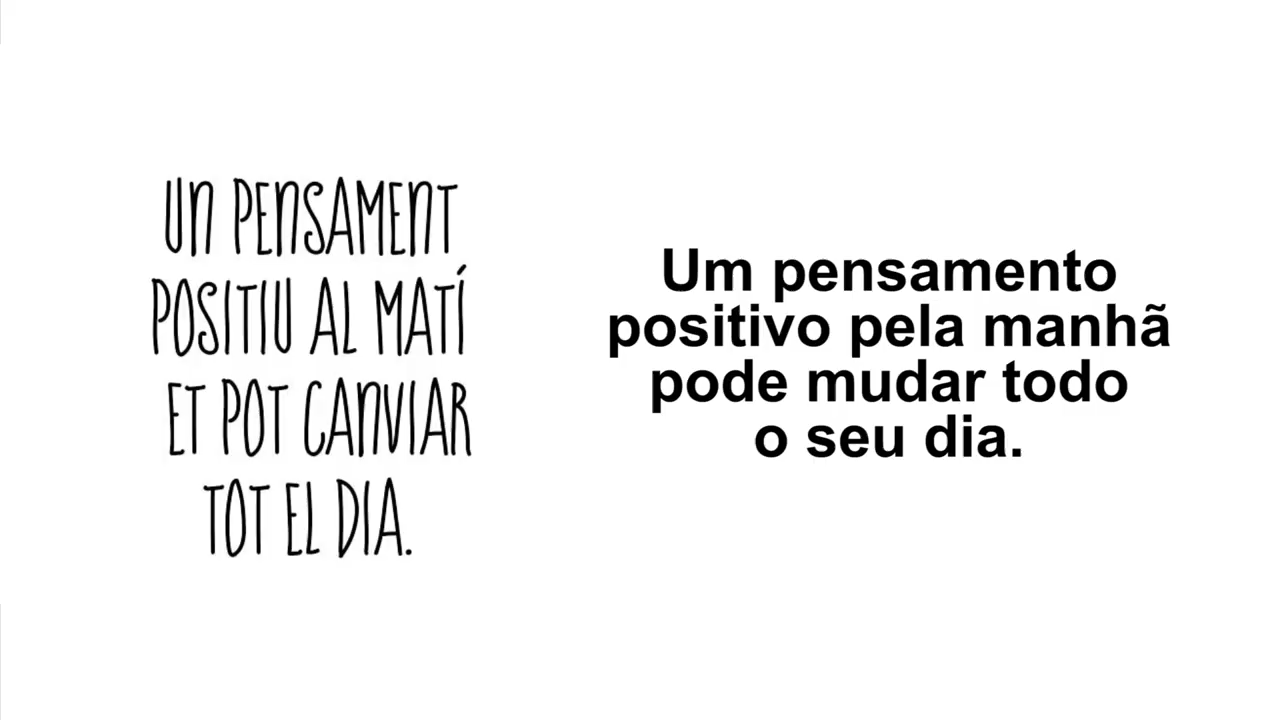 UN PENSAMENT
POSITIU AL MATÍ
ET POT CANVIAR
TOT EL DIA.
Um pensamento
positivo pela manhã
pode mudar todo
o seu dia.